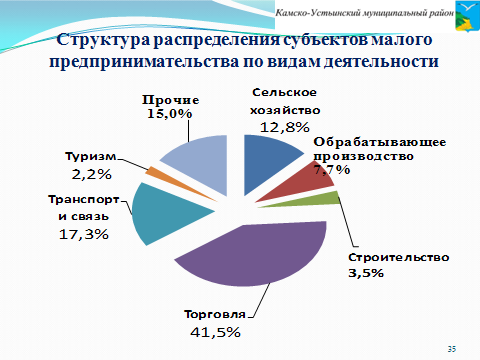 Камско-Устьинский муниципальный район
Структура распределения субъектов малого
предпринимательства по видам деятельности
Прочие
15,0%
Сельское
хозяйство
12,8%
Обрабатывающее
производство
7,7%
Туризм
2,2%
Транспорт
и связь
17,3%
Строительство
3,5%
Торговля
41,5%
35